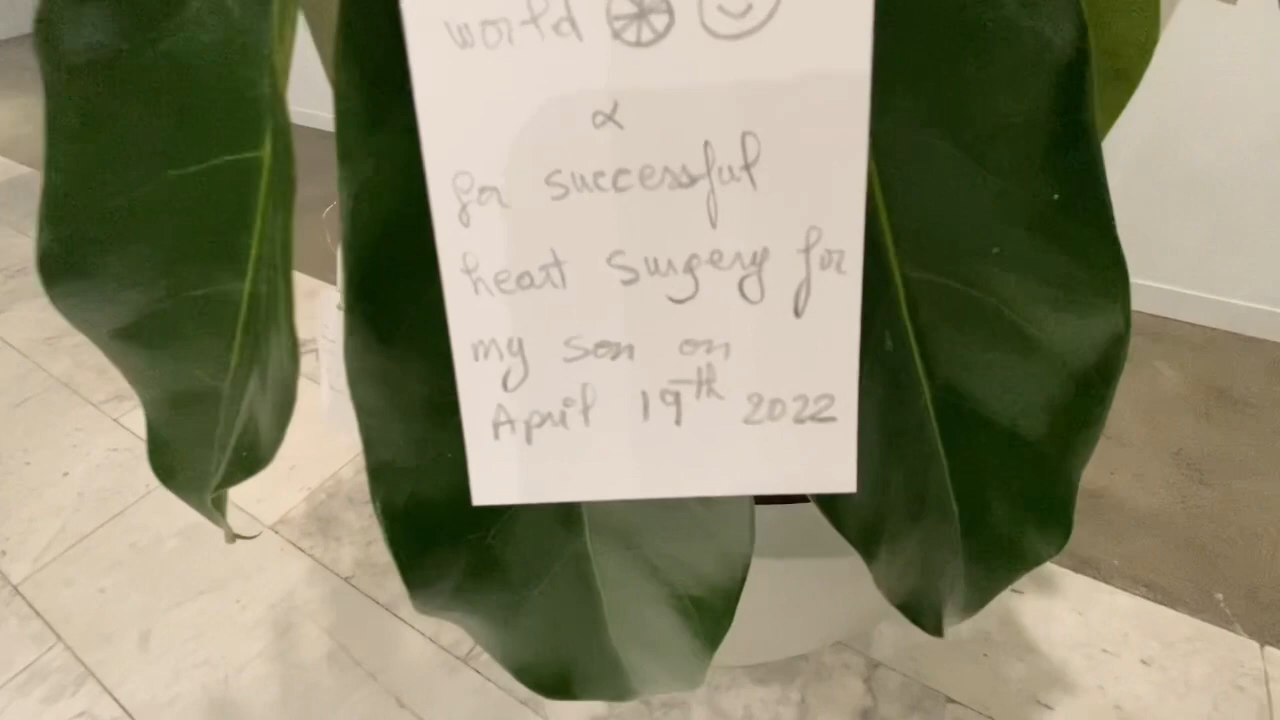 world
&
for successful
heart surgery for
my son on
April 19th 2022